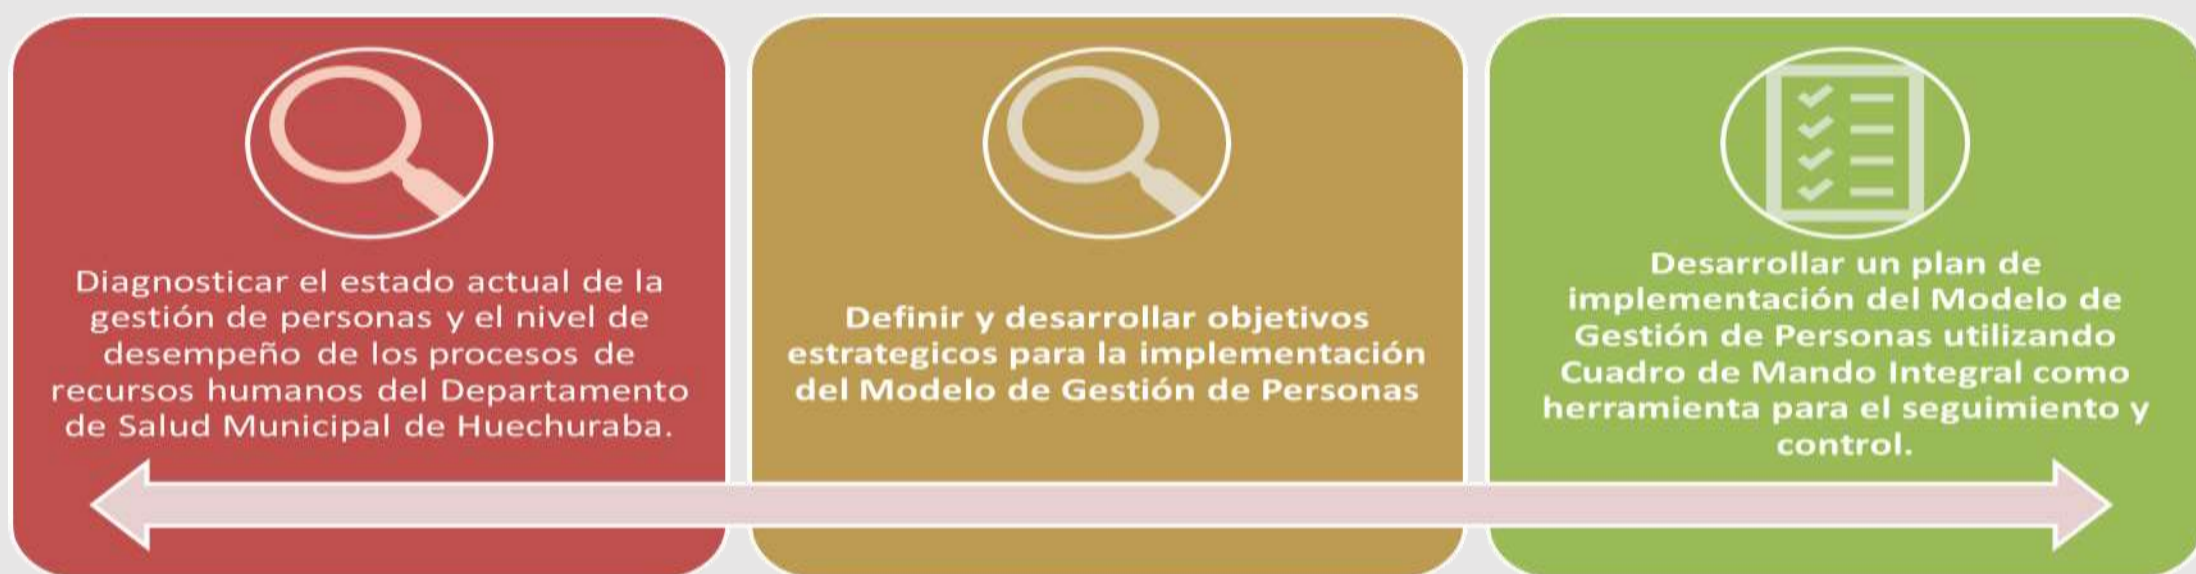 Diagnosticar el estado actual de la
gestión de personas y el nivel de
desempeño de los procesos de
recursos humanos del Departamento
de Salud Municipal de Huechuraba.
Definir y desarrollar objetivos
estrategicos para la implementación
del Modelo de Gestión de Personas
Desarrollar un plan de
implementación del Modelo de
Gestión de Personas utilizando
Cuadro de Mando Integral como
herramienta para el seguimiento y
control.